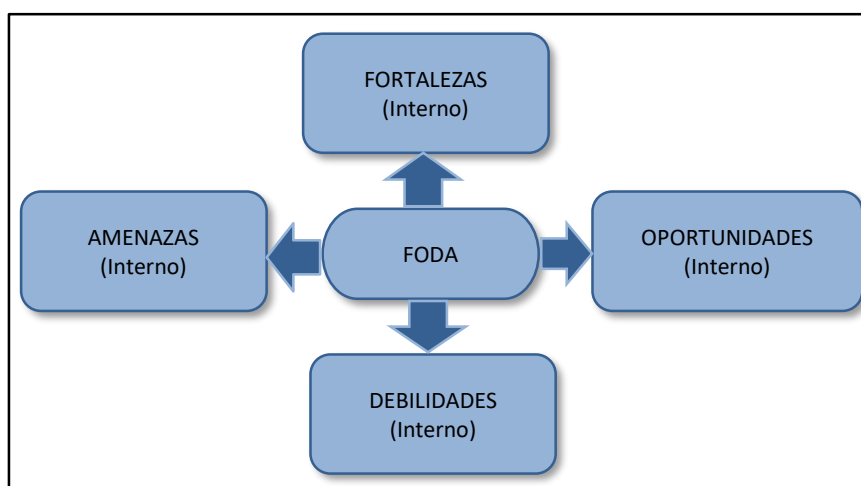 FORTALEZAS
(Interno)
AMENAZAS
(Interno)
FODA
OPORTUNIDADES
(Interno)
DEBILIDADES
(Interno)